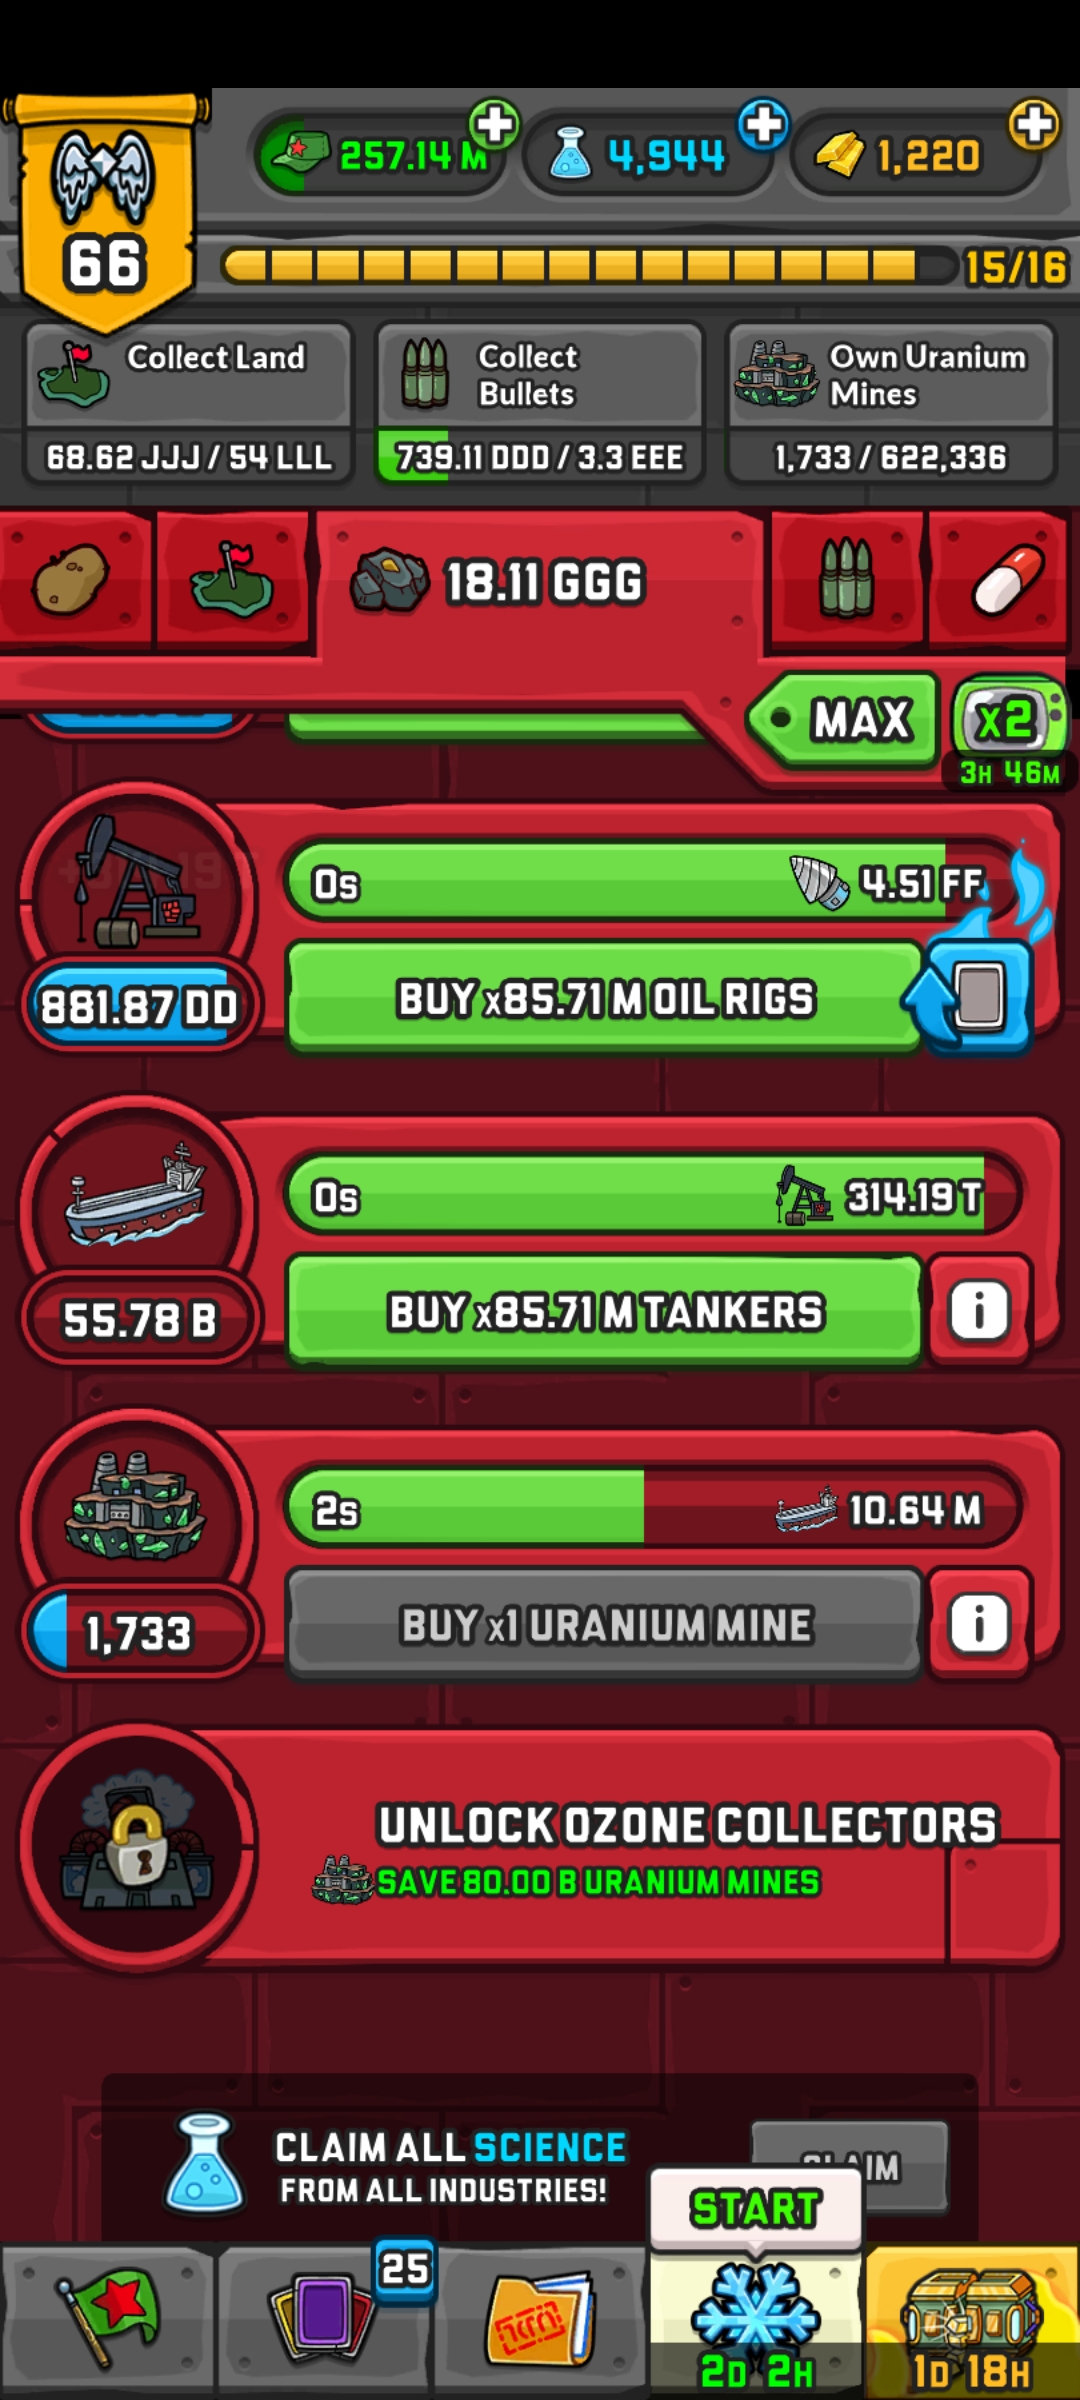 257.14 M
4,944
1,220
66
15/16
Collect Land
68.62 JJJ / 54 LLL
Collect
Bullets
739.11 DDD / 3.3 EEE
Own Uranium
Mines
1,733 / 622,336
18.11 GGG
MAX
x2
3H 46M
0s
4.51 FF
881.87 DD
BUY x85.71 M OIL RIGS
0s
314.19 T
55.78 B
BUY x85.71 M TANKERS
i
2s
10.64 M
1,733
BUY x1 URANIUM MINE
i
UNLOCK OZONE COLLECTORS
SAVE 80.00 B URANIUM MINES
CLAIM ALL SCIENCE
FROM ALL INDUSTRIES!
CLAIM
START
25
2D 2H
1D 18H